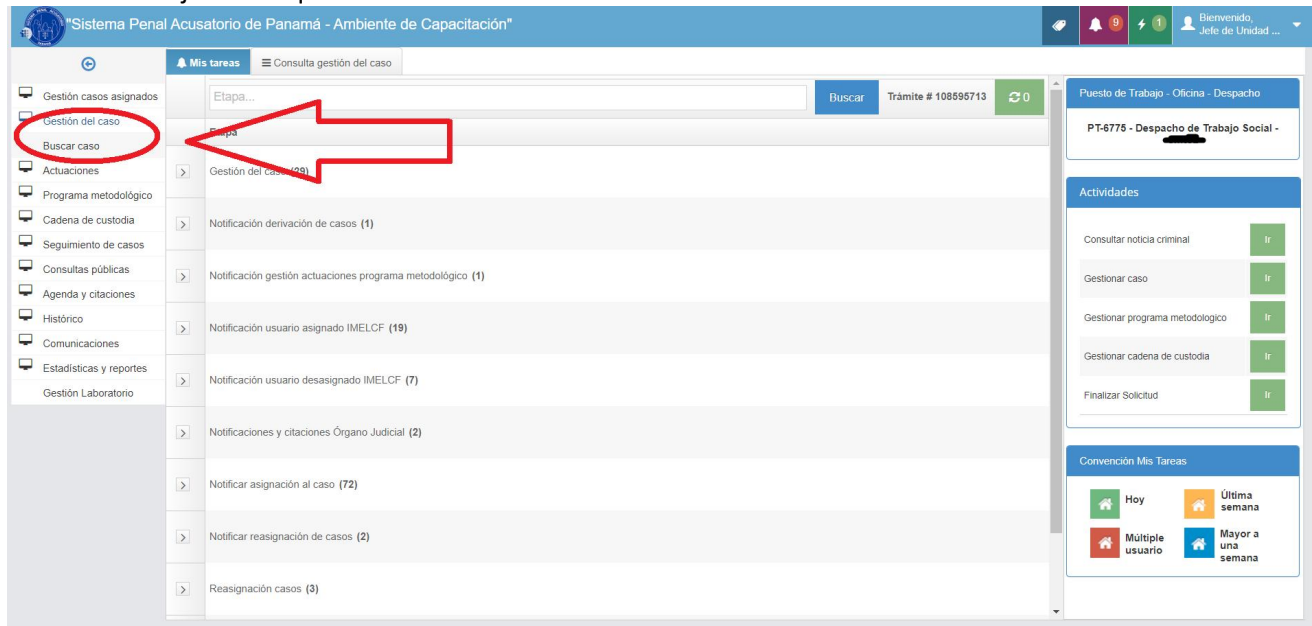 "Sistema Penal Acusatorio de Panamá - Ambiente de Capacitación"
9
1
Bienvenido,
Jefe de Unidad ...
Mis tareas
Consulta gestión del caso
Gestión casos asignados
Gestión del caso
Buscar caso
Actuaciones
Programa metodológico
Cadena de custodia
Seguimiento de casos
Consultas públicas
Agenda y citaciones
Histórico
Comunicaciones
Estadísticas y reportes
Gestión Laboratorio
Etapa...
Buscar
Trámite # 108595713
0
Etapa
Gestión del caso (29)
Notificación derivación de casos (1)
Notificación gestión actuaciones programa metodológico (1)
Notificación usuario asignado IMELCF (19)
Notificación usuario desasignado IMELCF (7)
Notificaciones y citaciones Órgano Judicial (2)
Notificar asignación al caso (72)
Notificar reasignación de casos (2)
Reasignación casos (3)
Puesto de Trabajo - Oficina - Despacho
PT-6775 - Despacho de Trabajo Social -
Actividades
Consultar noticia criminal
Ir
Gestionar caso
Ir
Gestionar programa metodologico
Ir
Gestionar cadena de custodia
Ir
Finalizar Solicitud
Ir
Convención Mis Tareas
Hoy
Última
semana
Múltiple
usuario
Mayor a
una
semana